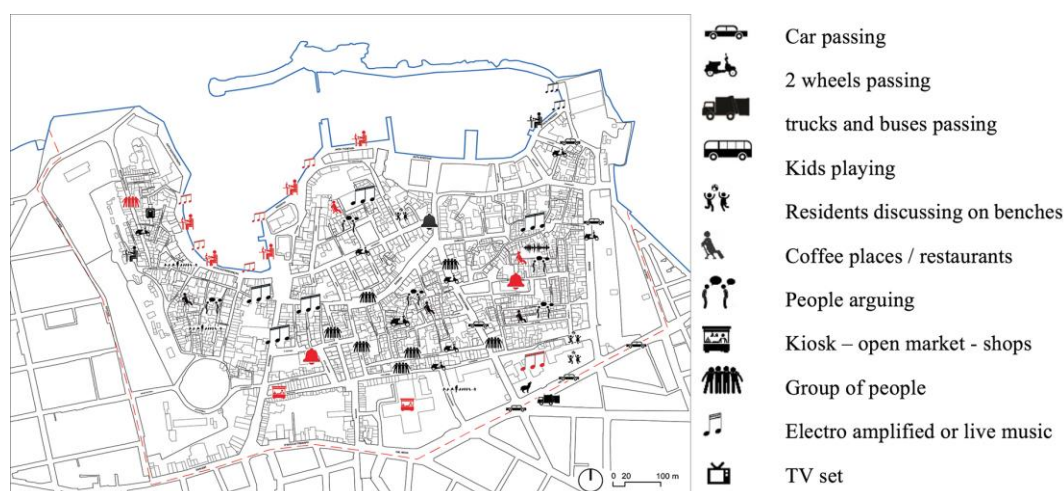 Car passing
2 wheels passing
trucks and buses passing
Kids playing
Residents discussing on benches
Coffee places / restaurants
People arguing
Kiosk – open market - shops
Group of people
Electro amplified or live music
TV set
0 20 100 m